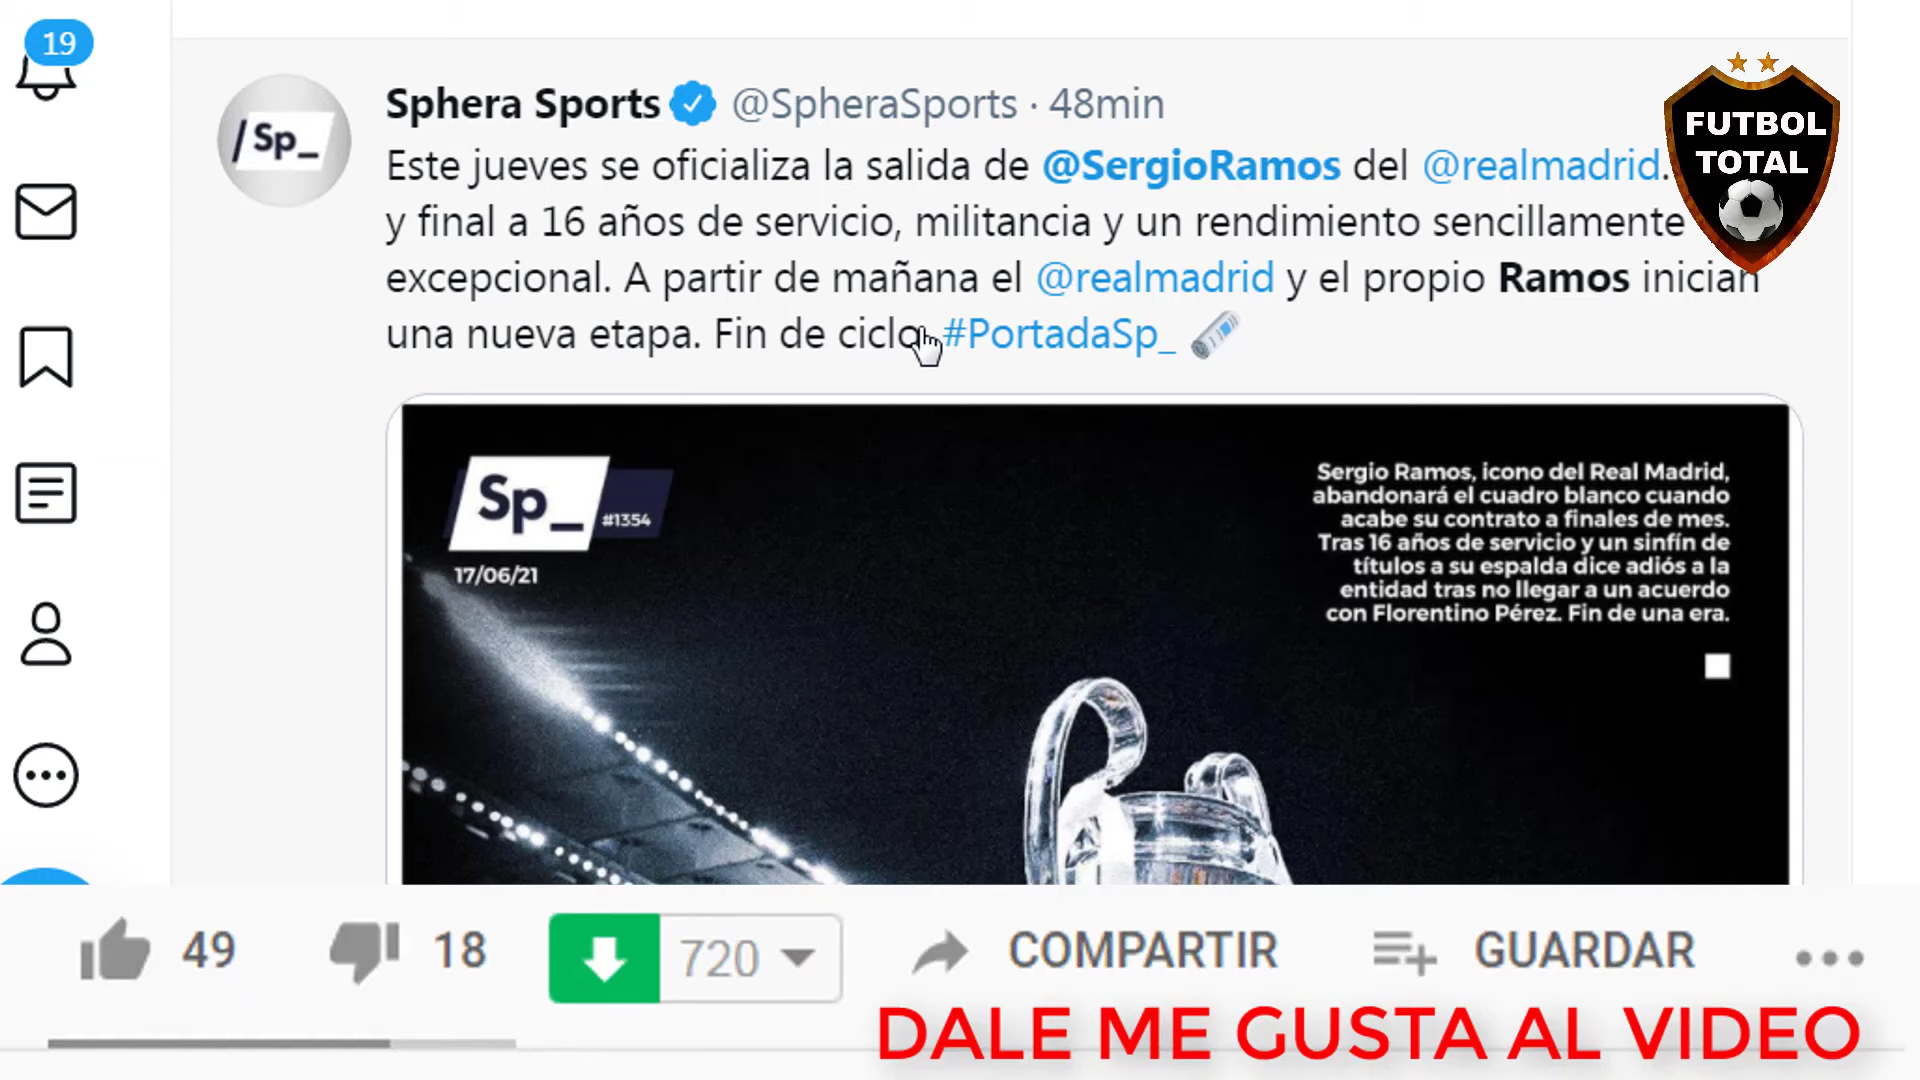 19
Sphera Sports @SpheraSports · 48min
/Sp_
Este jueves se oficializa la salida de @SergioRamos del @realmadrid.
y final a 16 años de servicio, militancia y un rendimiento sencillamente
excepcional. A partir de mañana el @realmadrid y el propio Ramos inician
una nueva etapa. Fin de ciclo #PortadaSp_
FUTBOL
TOTAL
Sp_
#1354
17/06/21
Sergio Ramos, icono del Real Madrid,
abandonará el cuadro blanco cuando
acabe su contrato a finales de mes.
Tras 16 años de servicio y un sinfín de
títulos a su espalda dice adiós a la
entidad tras no llegar a un acuerdo
con Florentino Pérez. Fin de una era.
49 18 720 COMPARTIR GUARDAR
DALE ME GUSTA AL VIDEO